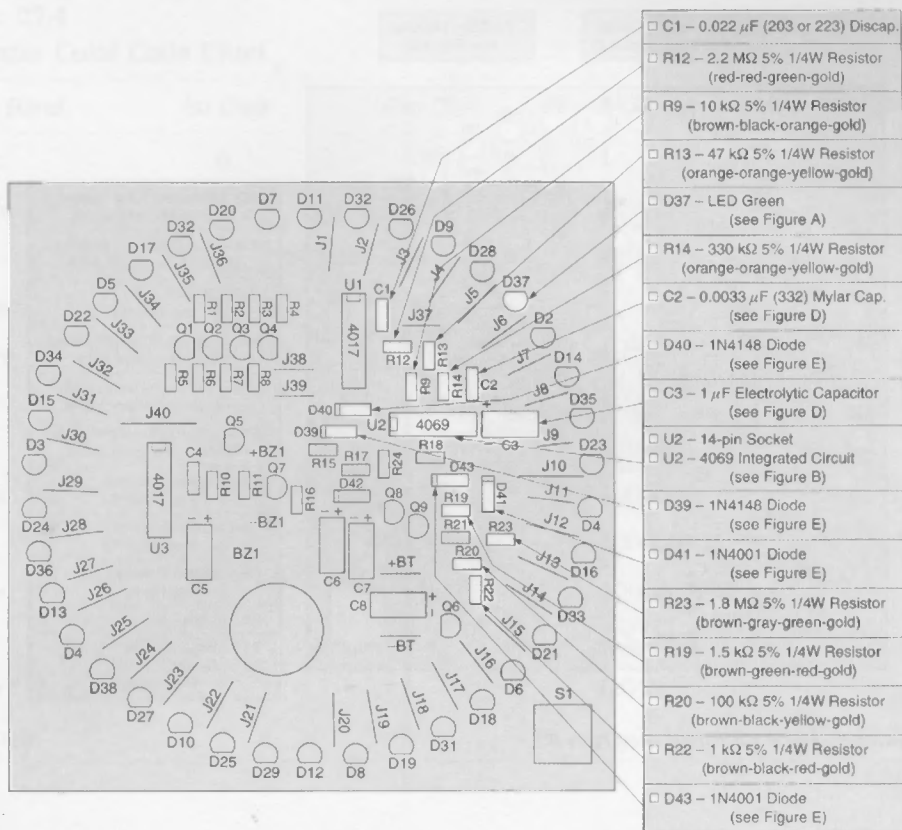 □ C1 – 0.022 μF (203 or 223) Discap.
□ R12 – 2.2 MΩ 5% 1/4W Resistor
(red-red-green-gold)
□ R9 – 10 kΩ 5% 1/4W Resistor
(brown-black-orange-gold)
□ R13 – 47 kΩ 5% 1/4W Resistor
(orange-orange-yellow-gold)
□ D37 – LED Green
(see Figure A)
□ R14 – 330 kΩ 5% 1/4W Resistor
(orange-orange-yellow-gold)
□ C2 – 0.0033 μF (332) Mylar Cap.
(see Figure D)
□ D40 – 1N4148 Diode
(see Figure E)
□ C3 – 1 μF Electrolytic Capacitor
(see Figure D)
□ U2 – 14-pin Socket
□ U2 – 4069 Integrated Circuit
(see Figure B)
□ D39 – 1N4148 Diode
(see Figure E)
□ D41 – 1N4001 Diode
(see Figure E)
□ R23 – 1.8 MΩ 5% 1/4W Resistor
(brown-gray-green-gold)
□ R19 – 1.5 kΩ 5% 1/4W Resistor
(brown-green-red-gold)
□ R20 – 100 kΩ 5% 1/4W Resistor
(brown-black-yellow-gold)
□ R22 – 1 kΩ 5% 1/4W Resistor
(brown-black-red-gold)
□ D43 – 1N4001 Diode
(see Figure E)
D7 D11 D32
D20 D26
D32 D9
D17 D28
D5 D37
D22 D2
D34 D14
D15 D35
D3 D23
D24 D4
D36 D16
D13 D33
D4 D21
D38 D6
D27 D18
D10 D31
D25 D29 D12 D8 D19
J1 J2 J3 J4 J5 J6 J7 J8 J9 J10
J11 J12 J13 J14 J15 J16 J17 J18 J19 J20
J21 J22 J23 J24 J25 J26 J27 J28 J29 J30
J31 J32 J33 J34 J35 J36
J37
J38
J39
J40
R1 R2 R3 R4
Q1 Q2 Q3 Q4
R5 R6 R7 R8
U1
4017
C1
R12
R13
R9
R14
C2
+
D40
U2
4069
C3
D39
R15
R17
R24
R18
D42
D43
D41
Q5
+BZ1
Q7
C4
R10
R11
R16
-BZ1
4017
U3
- +
C5
BZ1
Q8
Q9
R19
R21
R23
R20
R22
- +
C6
+
C7
+BT
C8
+
-
Q6
-BT
S1